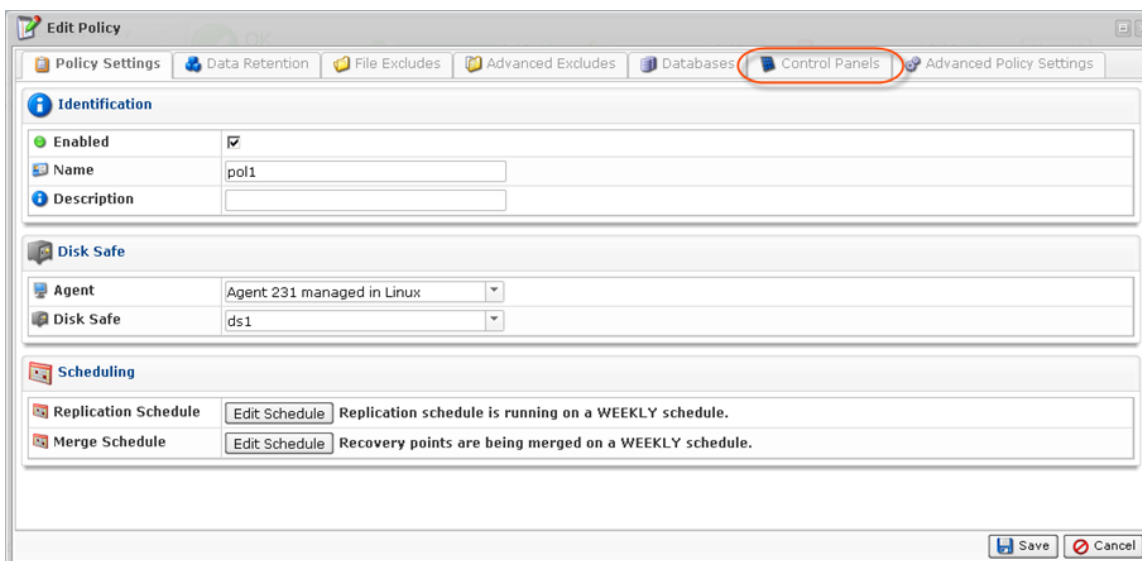 Edit Policy
OK
Policy Settings Data Retention File Excludes Advanced Excludes Databases Control Panels Advanced Policy Settings
Identification
Enabled
Name pol1
Description
Disk Safe
Agent Agent 231 managed in Linux
Disk Safe ds1
Scheduling
Replication Schedule Edit Schedule Replication schedule is running on a WEEKLY schedule.
Merge Schedule Edit Schedule Recovery points are being merged on a WEEKLY schedule.
Save Cancel